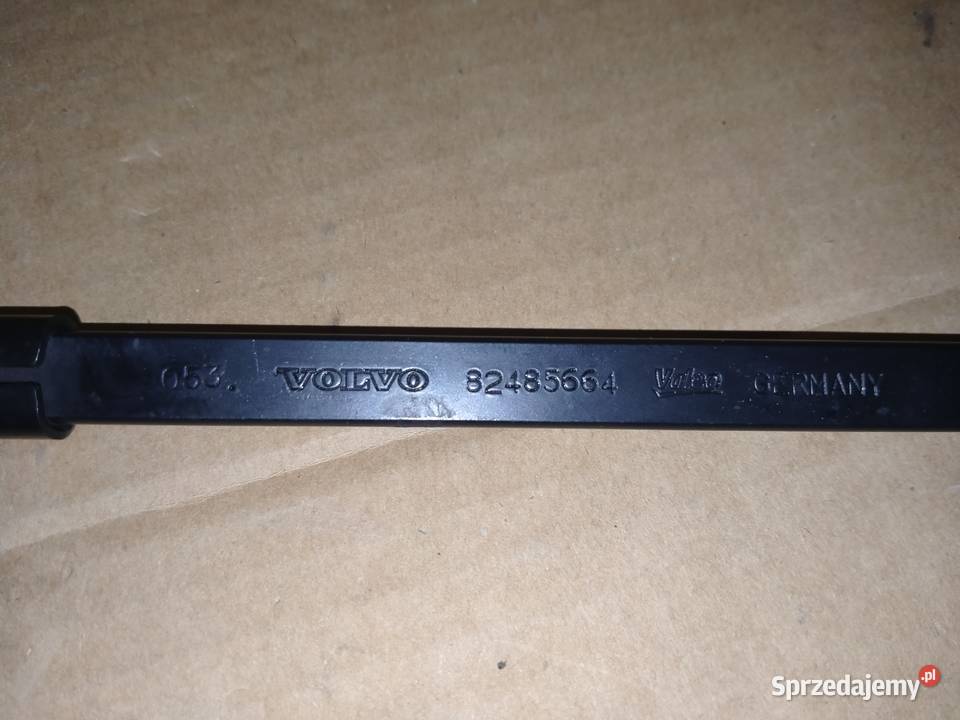 053. VOLVO 82485664 Valeo GERMANY
Sprzedajemy.pl